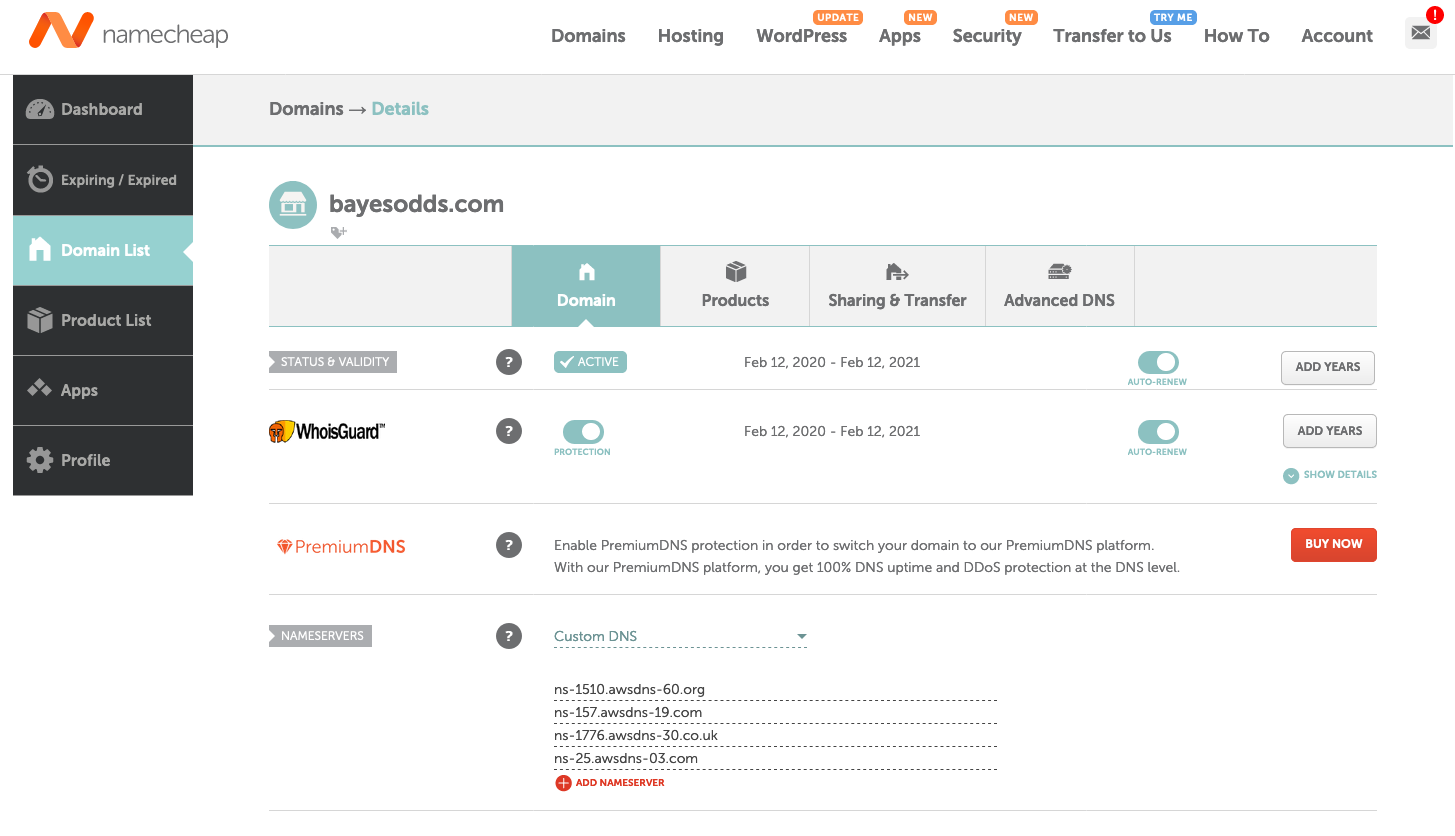 namecheap
UPDATE NEW NEW TRY ME
Domains Hosting WordPress Apps Security Transfer to Us How To Account !
Dashboard
Expiring / Expired
Domain List
Product List
Apps
Profile
Domains → Details
bayesodds.com
Domain Products Sharing & Transfer Advanced DNS
STATUS & VALIDITY ? ACTIVE Feb 12, 2020 - Feb 12, 2021 AUTO-RENEW ADD YEARS
WhoisGuard™ ? PROTECTION Feb 12, 2020 - Feb 12, 2021 AUTO-RENEW ADD YEARS
SHOW DETAILS
PremiumDNS ? Enable PremiumDNS protection in order to switch your domain to our PremiumDNS platform. BUY NOW
With our PremiumDNS platform, you get 100% DNS uptime and DDoS protection at the DNS level.
NAMESERVERS ? Custom DNS
ns-1510.awsdns-60.org
ns-157.awsdns-19.com
ns-1776.awsdns-30.co.uk
ns-25.awsdns-03.com
ADD NAMESERVER